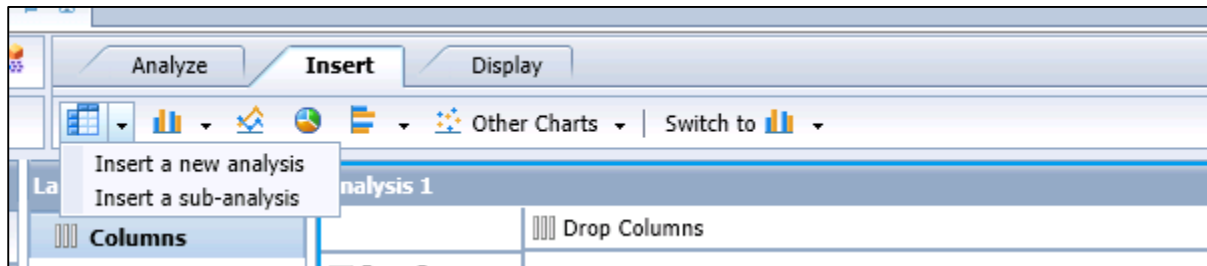 Analyze Insert Display
Other Charts Switch to
Insert a new analysis
Insert a sub-analysis
La nalysis 1
Columns
Drop Columns